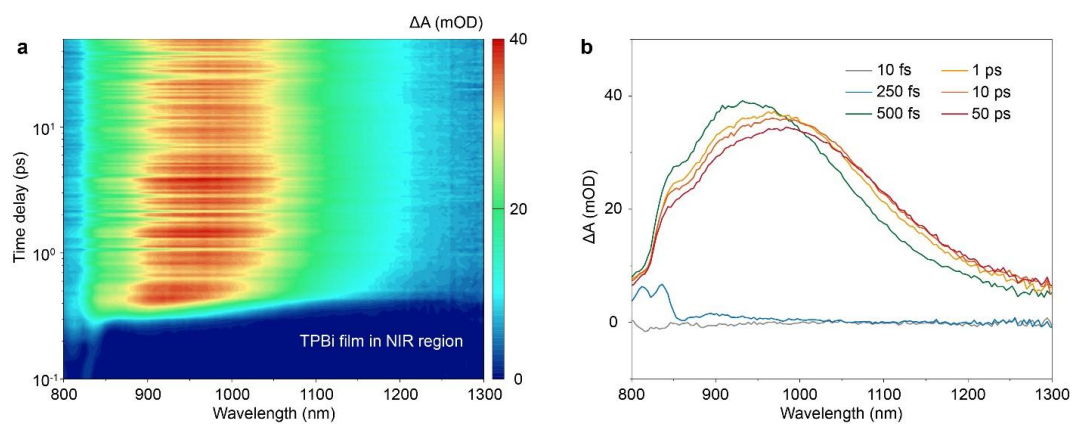 a
ΔA (mOD)
40
20
0
Time delay (ps)
10¹
10⁰
10⁻¹
TPBi film in NIR region
800 900 1000 1100 1200 1300
Wavelength (nm)
b
10 fs 1 ps
250 fs 10 ps
500 fs 50 ps
ΔA (mOD)
40
20
0
800 900 1000 1100 1200 1300
Wavelength (nm)